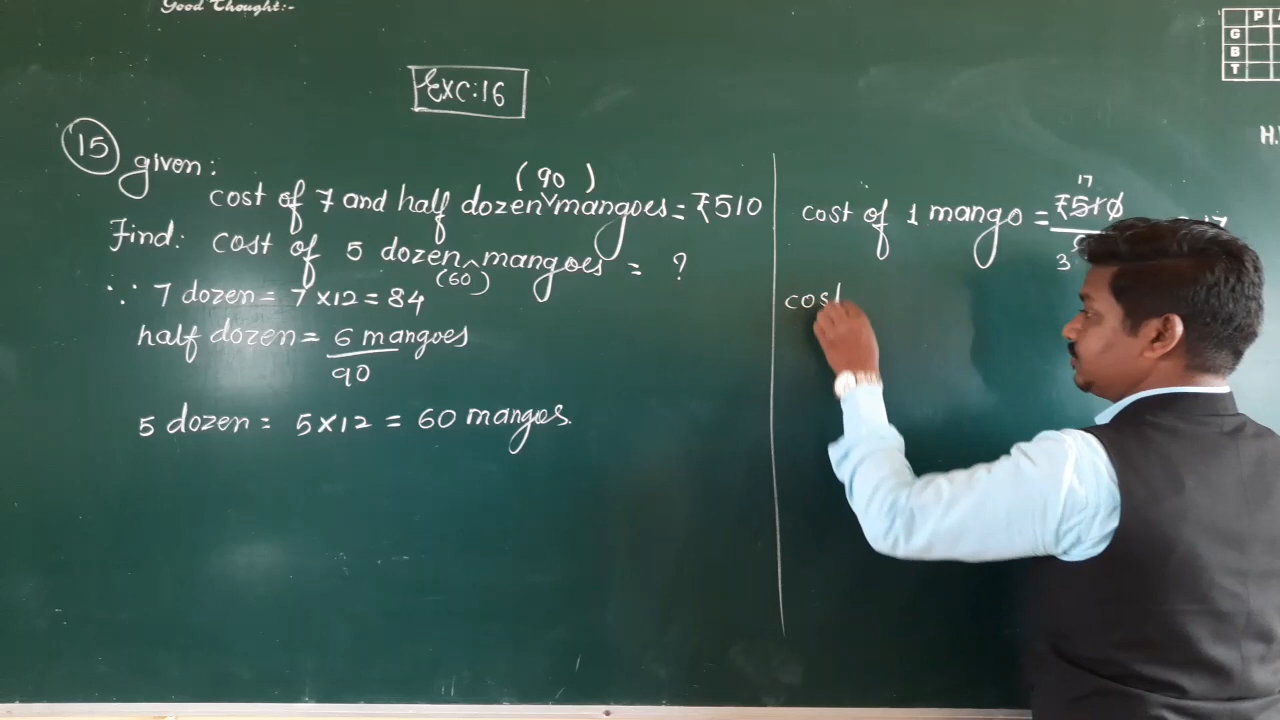 Good Thought:-
P
G
B
T
H.
Exc:16
15 given:
(90)
cost of 7 and half dozen mangoes = ₹510
Find: cost of 5 dozen mangoes = ?
(60)
∵ 7 dozen = 7 × 12 = 84
half dozen = 6 mangoes
90
5 dozen = 5 × 12 = 60 mangoes.
17
cost of 1 mango = ₹510
3
17
cost